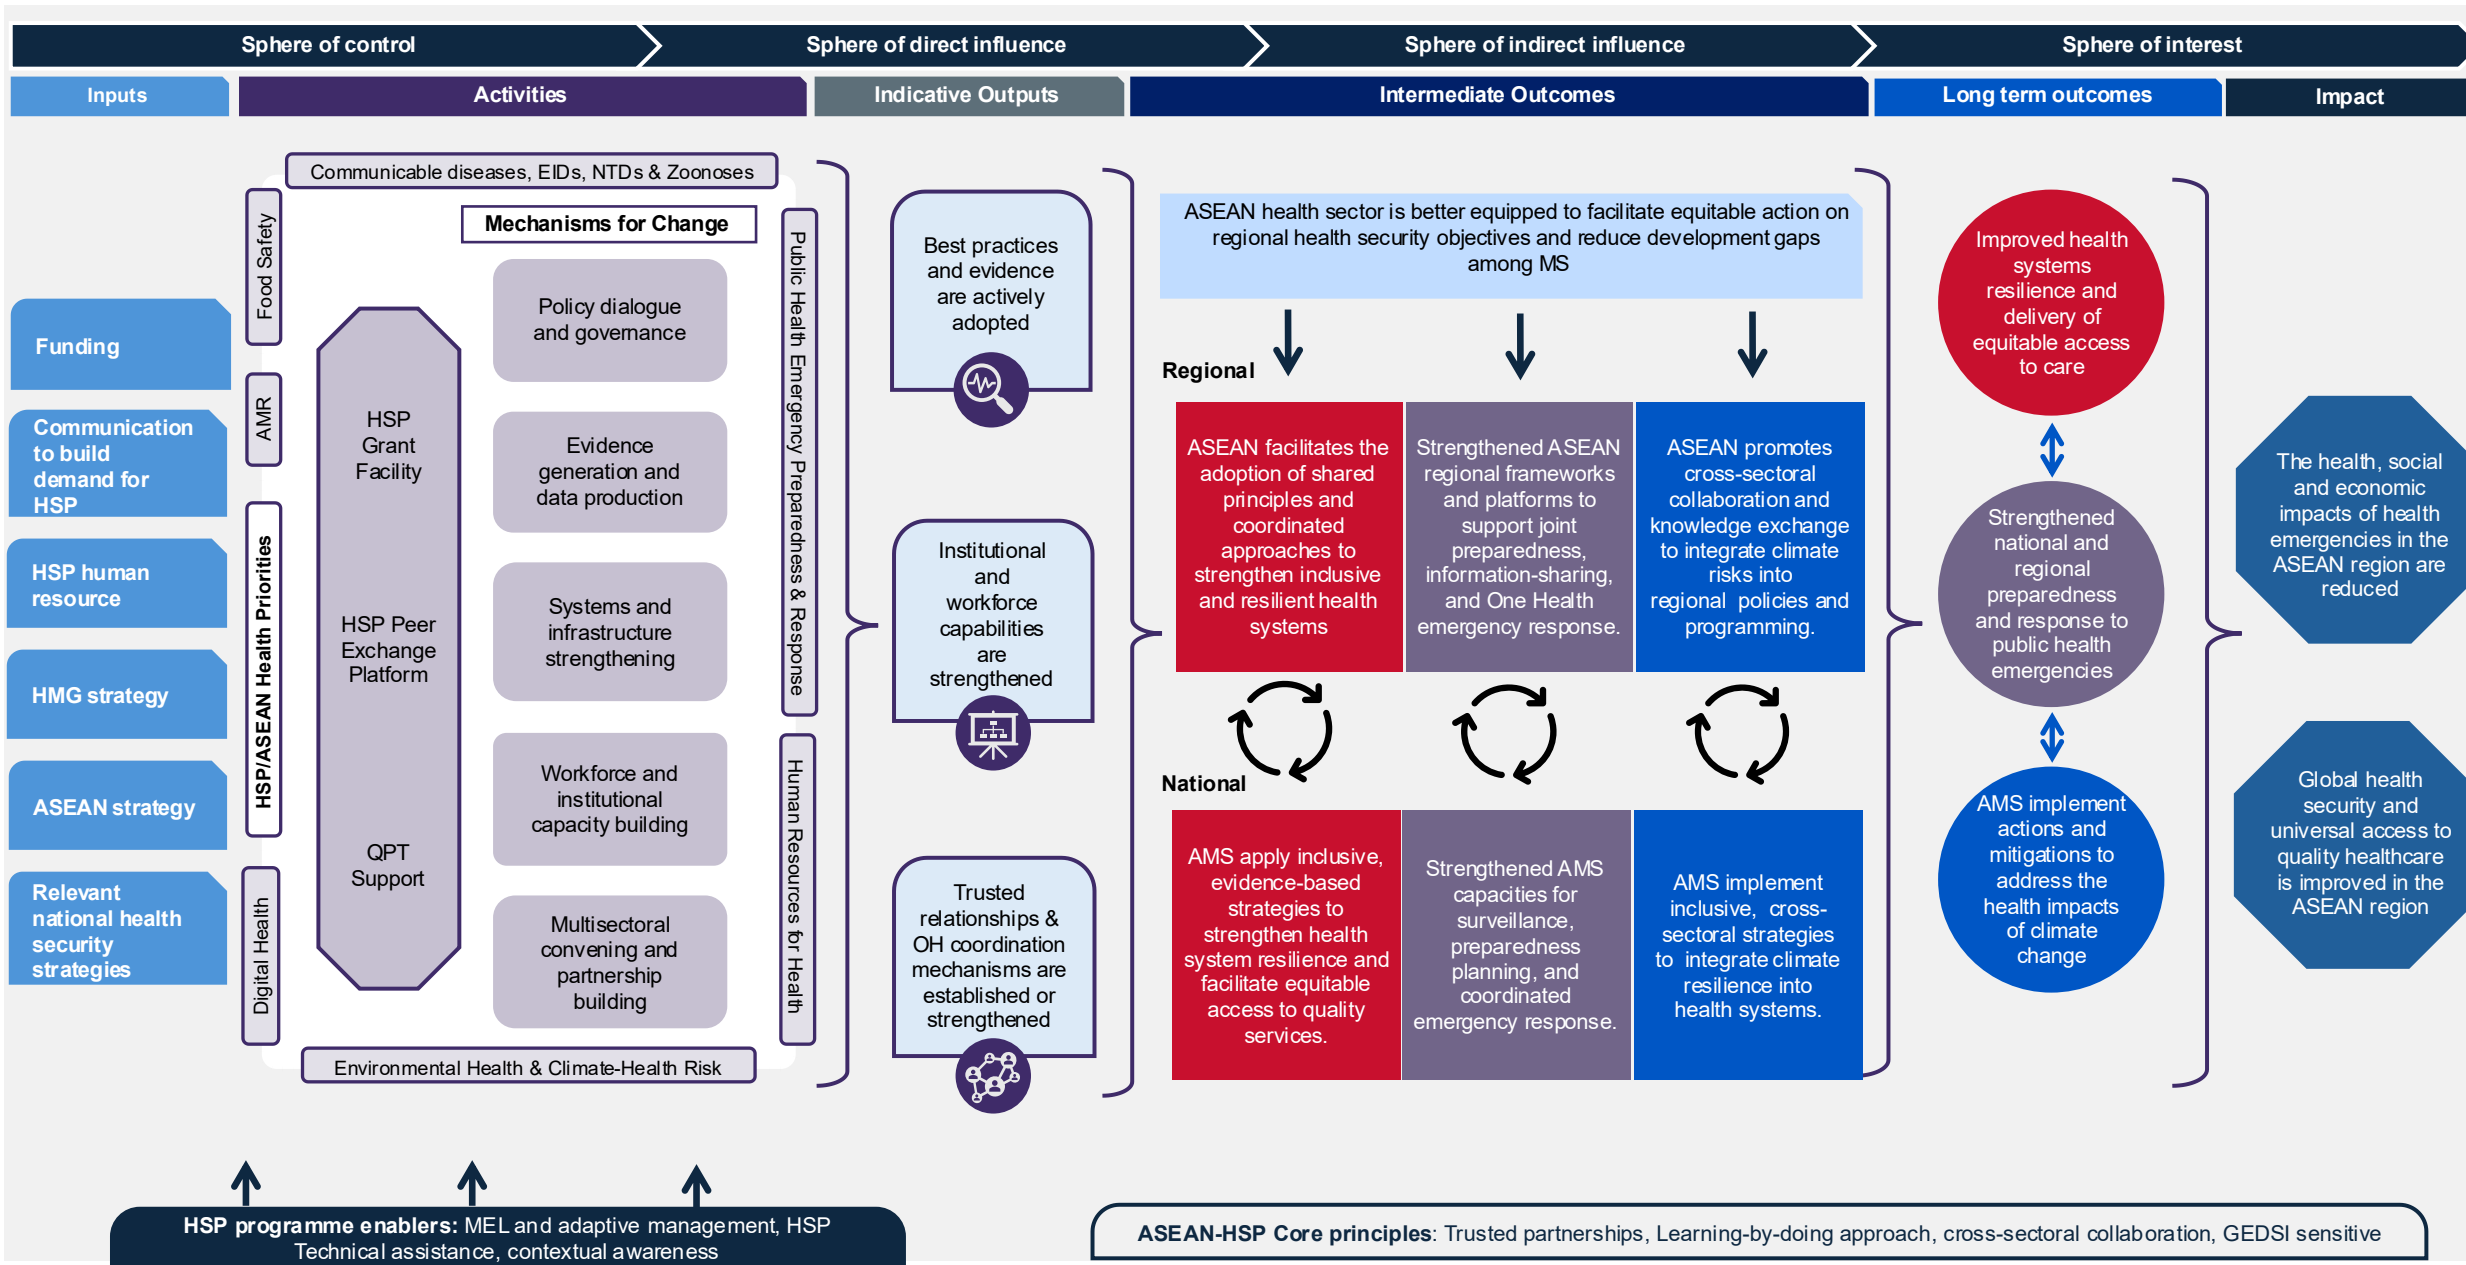 Sphere of control
Sphere of direct influence
Sphere of indirect influence
Sphere of interest
Inputs
Activities
Indicative Outputs
Intermediate Outcomes
Long term outcomes
Impact
Funding
Communication
to build
demand for
HSP
HSP human
resource
HMG strategy
ASEAN strategy
Relevant
national health
security
strategies
Communicable diseases, EIDs, NTDs & Zoonoses
Food Safety
AMR
HSP/ASEAN Health Priorities
Digital Health
Environmental Health & Climate-Health Risk
Public Health Emergency Preparedness & Response
Human Resources for Health
HSP
Grant
Facility
HSP Peer
Exchange
Platform
QPT
Support
Mechanisms for Change
Policy dialogue
and governance
Evidence
generation and
data production
Systems and
infrastructure
strengthening
Workforce and
institutional
capacity building
Multisectoral
convening and
partnership
building
Best practices
and evidence
are actively
adopted
Institutional
and
workforce
capabilities
are
strengthened
Trusted
relationships &
OH coordination
mechanisms are
established or
strengthened
ASEAN health sector is better equipped to facilitate equitable action on
regional health security objectives and reduce development gaps
among MS
Regional
ASEAN facilitates the
adoption of shared
principles and
coordinated
approaches to
strengthen inclusive
and resilient health
systems
Strengthened ASEAN
regional frameworks
and platforms to
support joint
preparedness,
information-sharing,
and One Health
emergency response.
ASEAN promotes
cross-sectoral
collaboration and
knowledge exchange
to integrate climate
risks into
regional policies and
programming.
National
AMS apply inclusive,
evidence-based
strategies to
strengthen health
system resilience and
facilitate equitable
access to quality
services.
Strengthened AMS
capacities for
surveillance,
preparedness
planning, and
coordinated
emergency response.
AMS implement
inclusive, cross-
sectoral strategies
to integrate climate
resilience into
health systems.
Improved health
systems
resilience and
delivery of
equitable access
to care
Strengthened
national and
regional
preparedness
and response to
public health
emergencies
AMS implement
actions and
mitigations to
address the
health impacts
of climate
change
The health, social
and economic
impacts of health
emergencies in the
ASEAN region are
reduced
Global health
security and
universal access to
quality healthcare
is improved in the
ASEAN region
HSP programme enablers: MEL and adaptive management, HSP
Technical assistance, contextual awareness
ASEAN-HSP Core principles: Trusted partnerships, Learning-by-doing approach, cross-sectoral collaboration, GEDSI sensitive